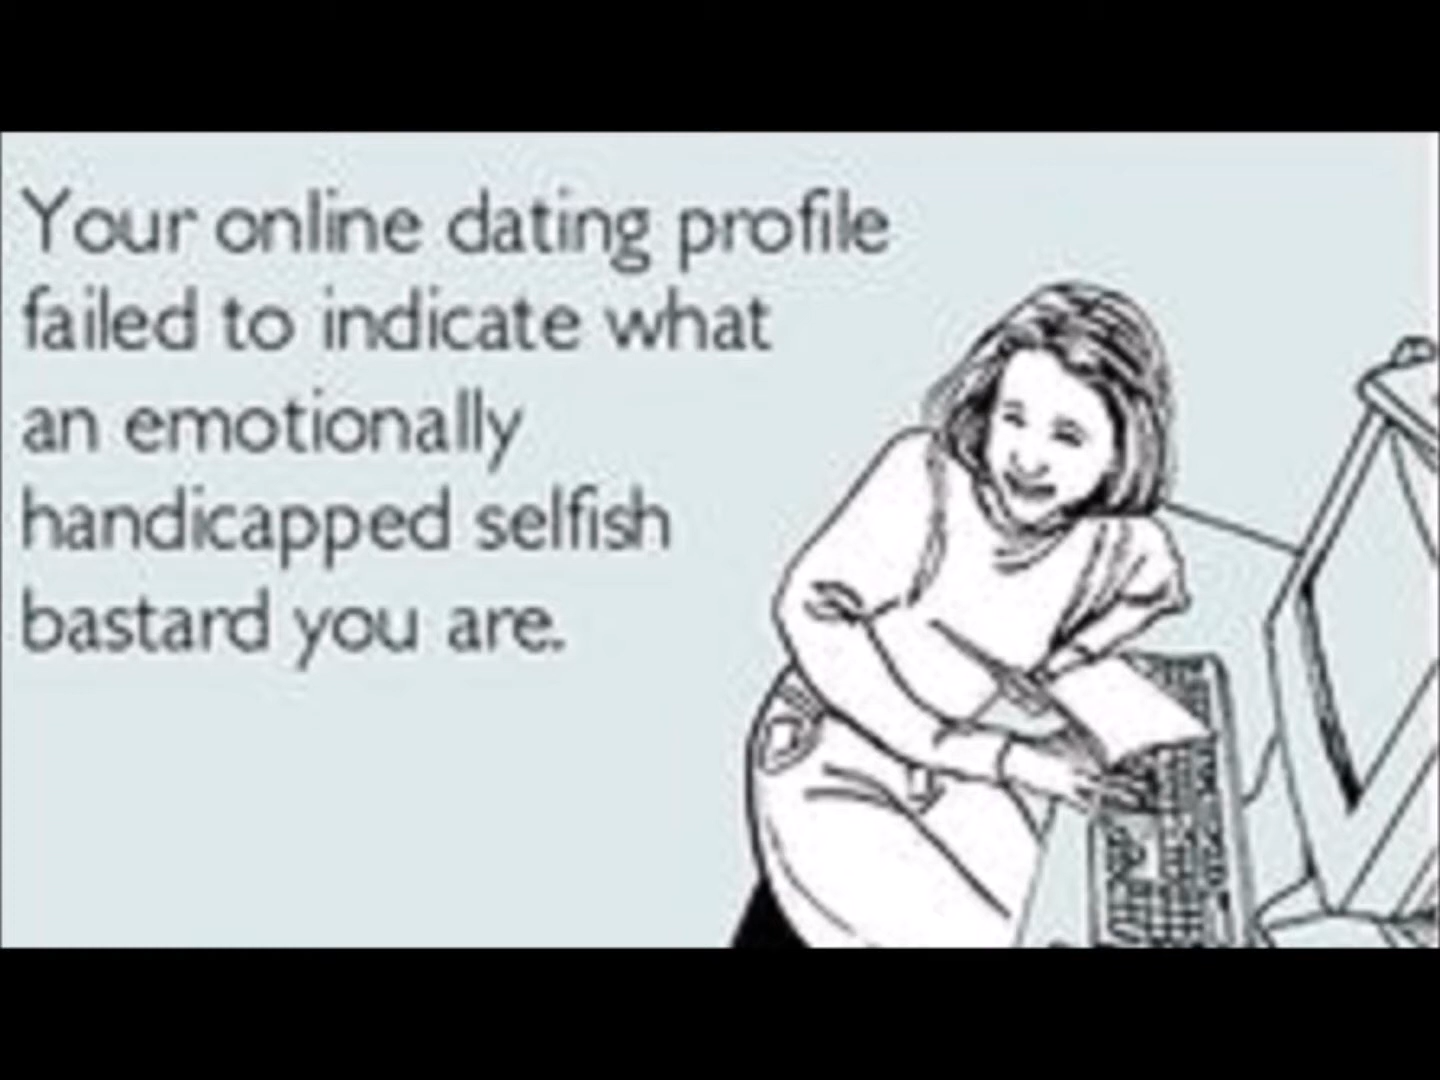 Your online dating profile
failed to indicate what
an emotionally
handicapped selfish
bastard you are.